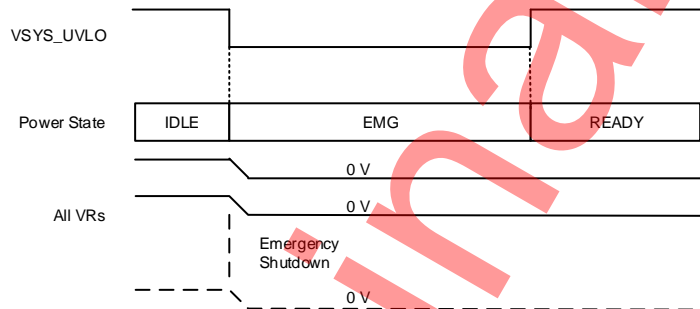 VSYS_UVLO
Power State
IDLE
EMG
READY
0 V
All VRs
0 V
Emergency
Shutdown
0 V